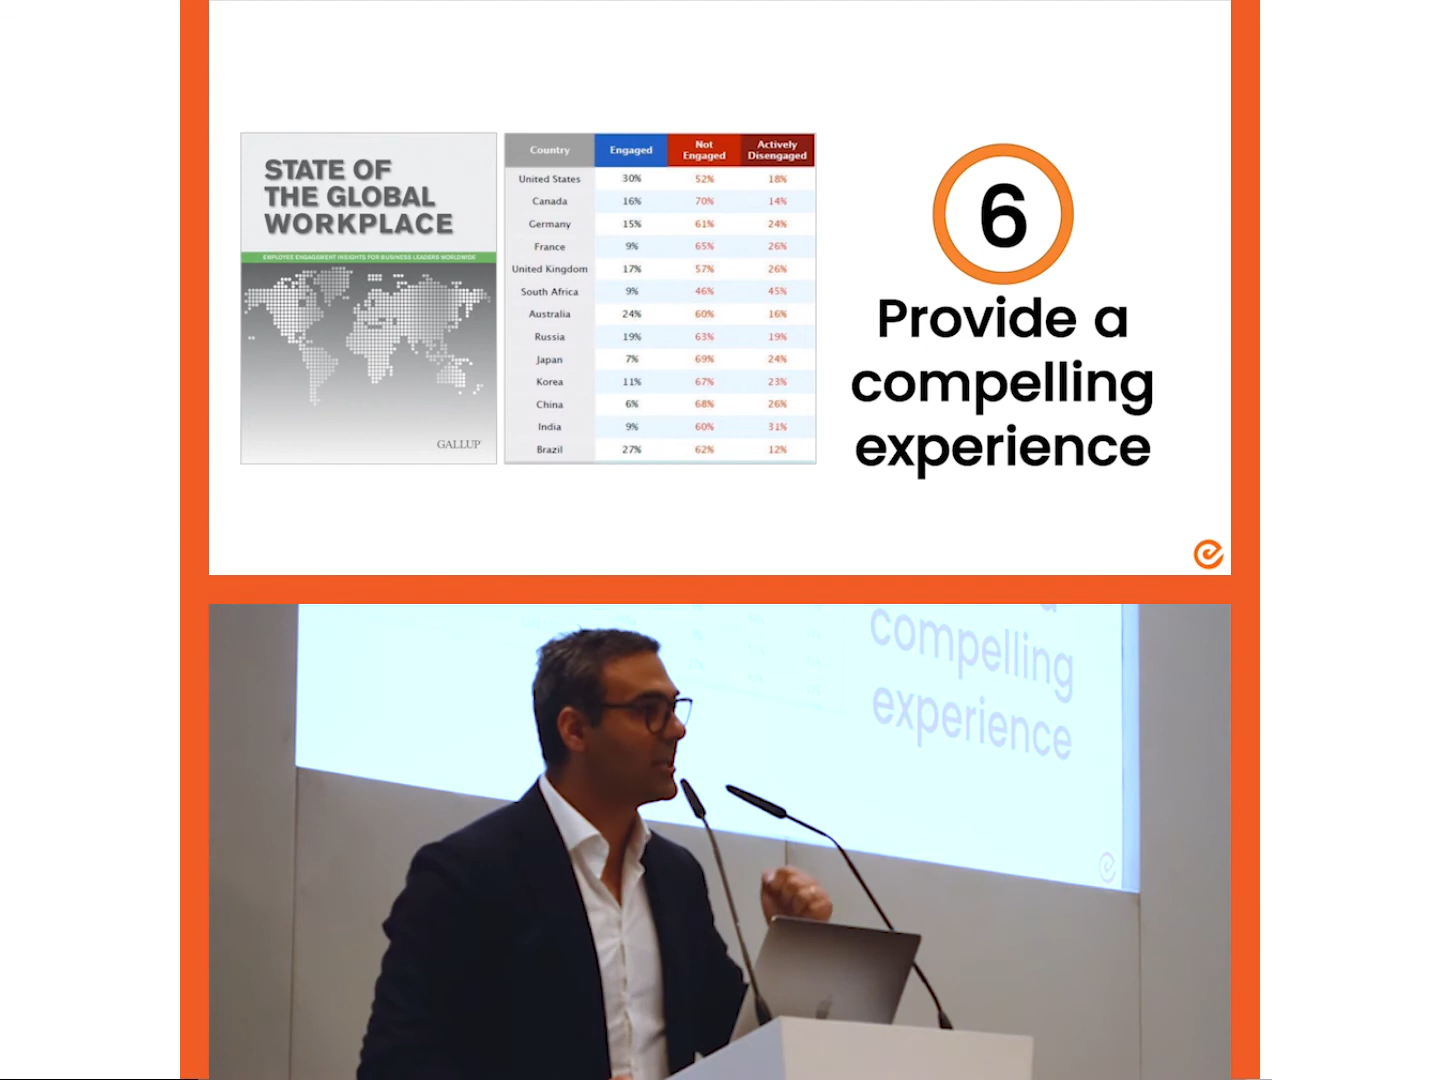 STATE OF
THE GLOBAL
WORKPLACE
EMPLOYEE ENGAGEMENT INSIGHTS FOR BUSINESS LEADERS WORLDWIDE
GALLUP
Country Engaged Not Engaged Actively Disengaged
United States 30% 52% 18%
Canada 16% 70% 14%
Germany 15% 61% 24%
France 9% 65% 26%
United Kingdom 17% 57% 26%
South Africa 9% 46% 45%
Australia 24% 60% 16%
Russia 19% 63% 19%
Japan 7% 69% 24%
Korea 11% 67% 23%
China 6% 68% 26%
India 9% 60% 31%
Brazil 27% 62% 12%
6
Provide a
compelling
experience
compelling
experience